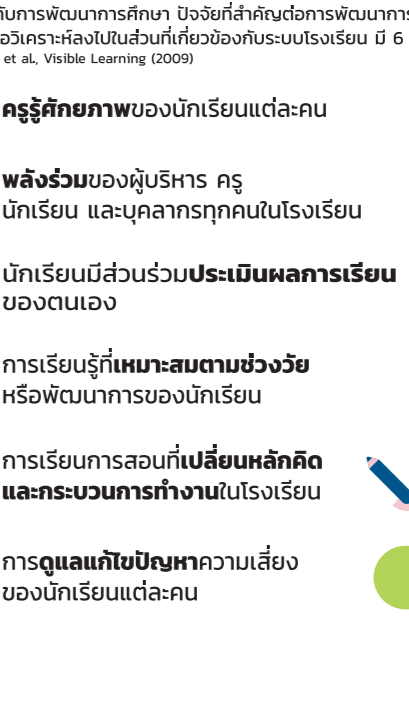 กับการพัฒนาการศึกษา ปัจจัยที่สำคัญต่อการพัฒนาการ
อวิเคราะห์ลงไปในส่วนที่เกี่ยวข้องกับระบบโรงเรียน มี 6
et al., Visible Learning (2009)
ครูรู้ศักยภาพของนักเรียนแต่ละคน
พลังร่วมของผู้บริหาร ครู
นักเรียน และบุคลากรทุกคนในโรงเรียน
นักเรียนมีส่วนร่วมประเมินผลการเรียน
ของตนเอง
การเรียนรู้ที่เหมาะสมตามช่วงวัย
หรือพัฒนาการของนักเรียน
การเรียนการสอนที่เปลี่ยนหลักคิด
และกระบวนการทำงานในโรงเรียน
การดูแลแก้ไขปัญหาความเสี่ยง
ของนักเรียนแต่ละคน